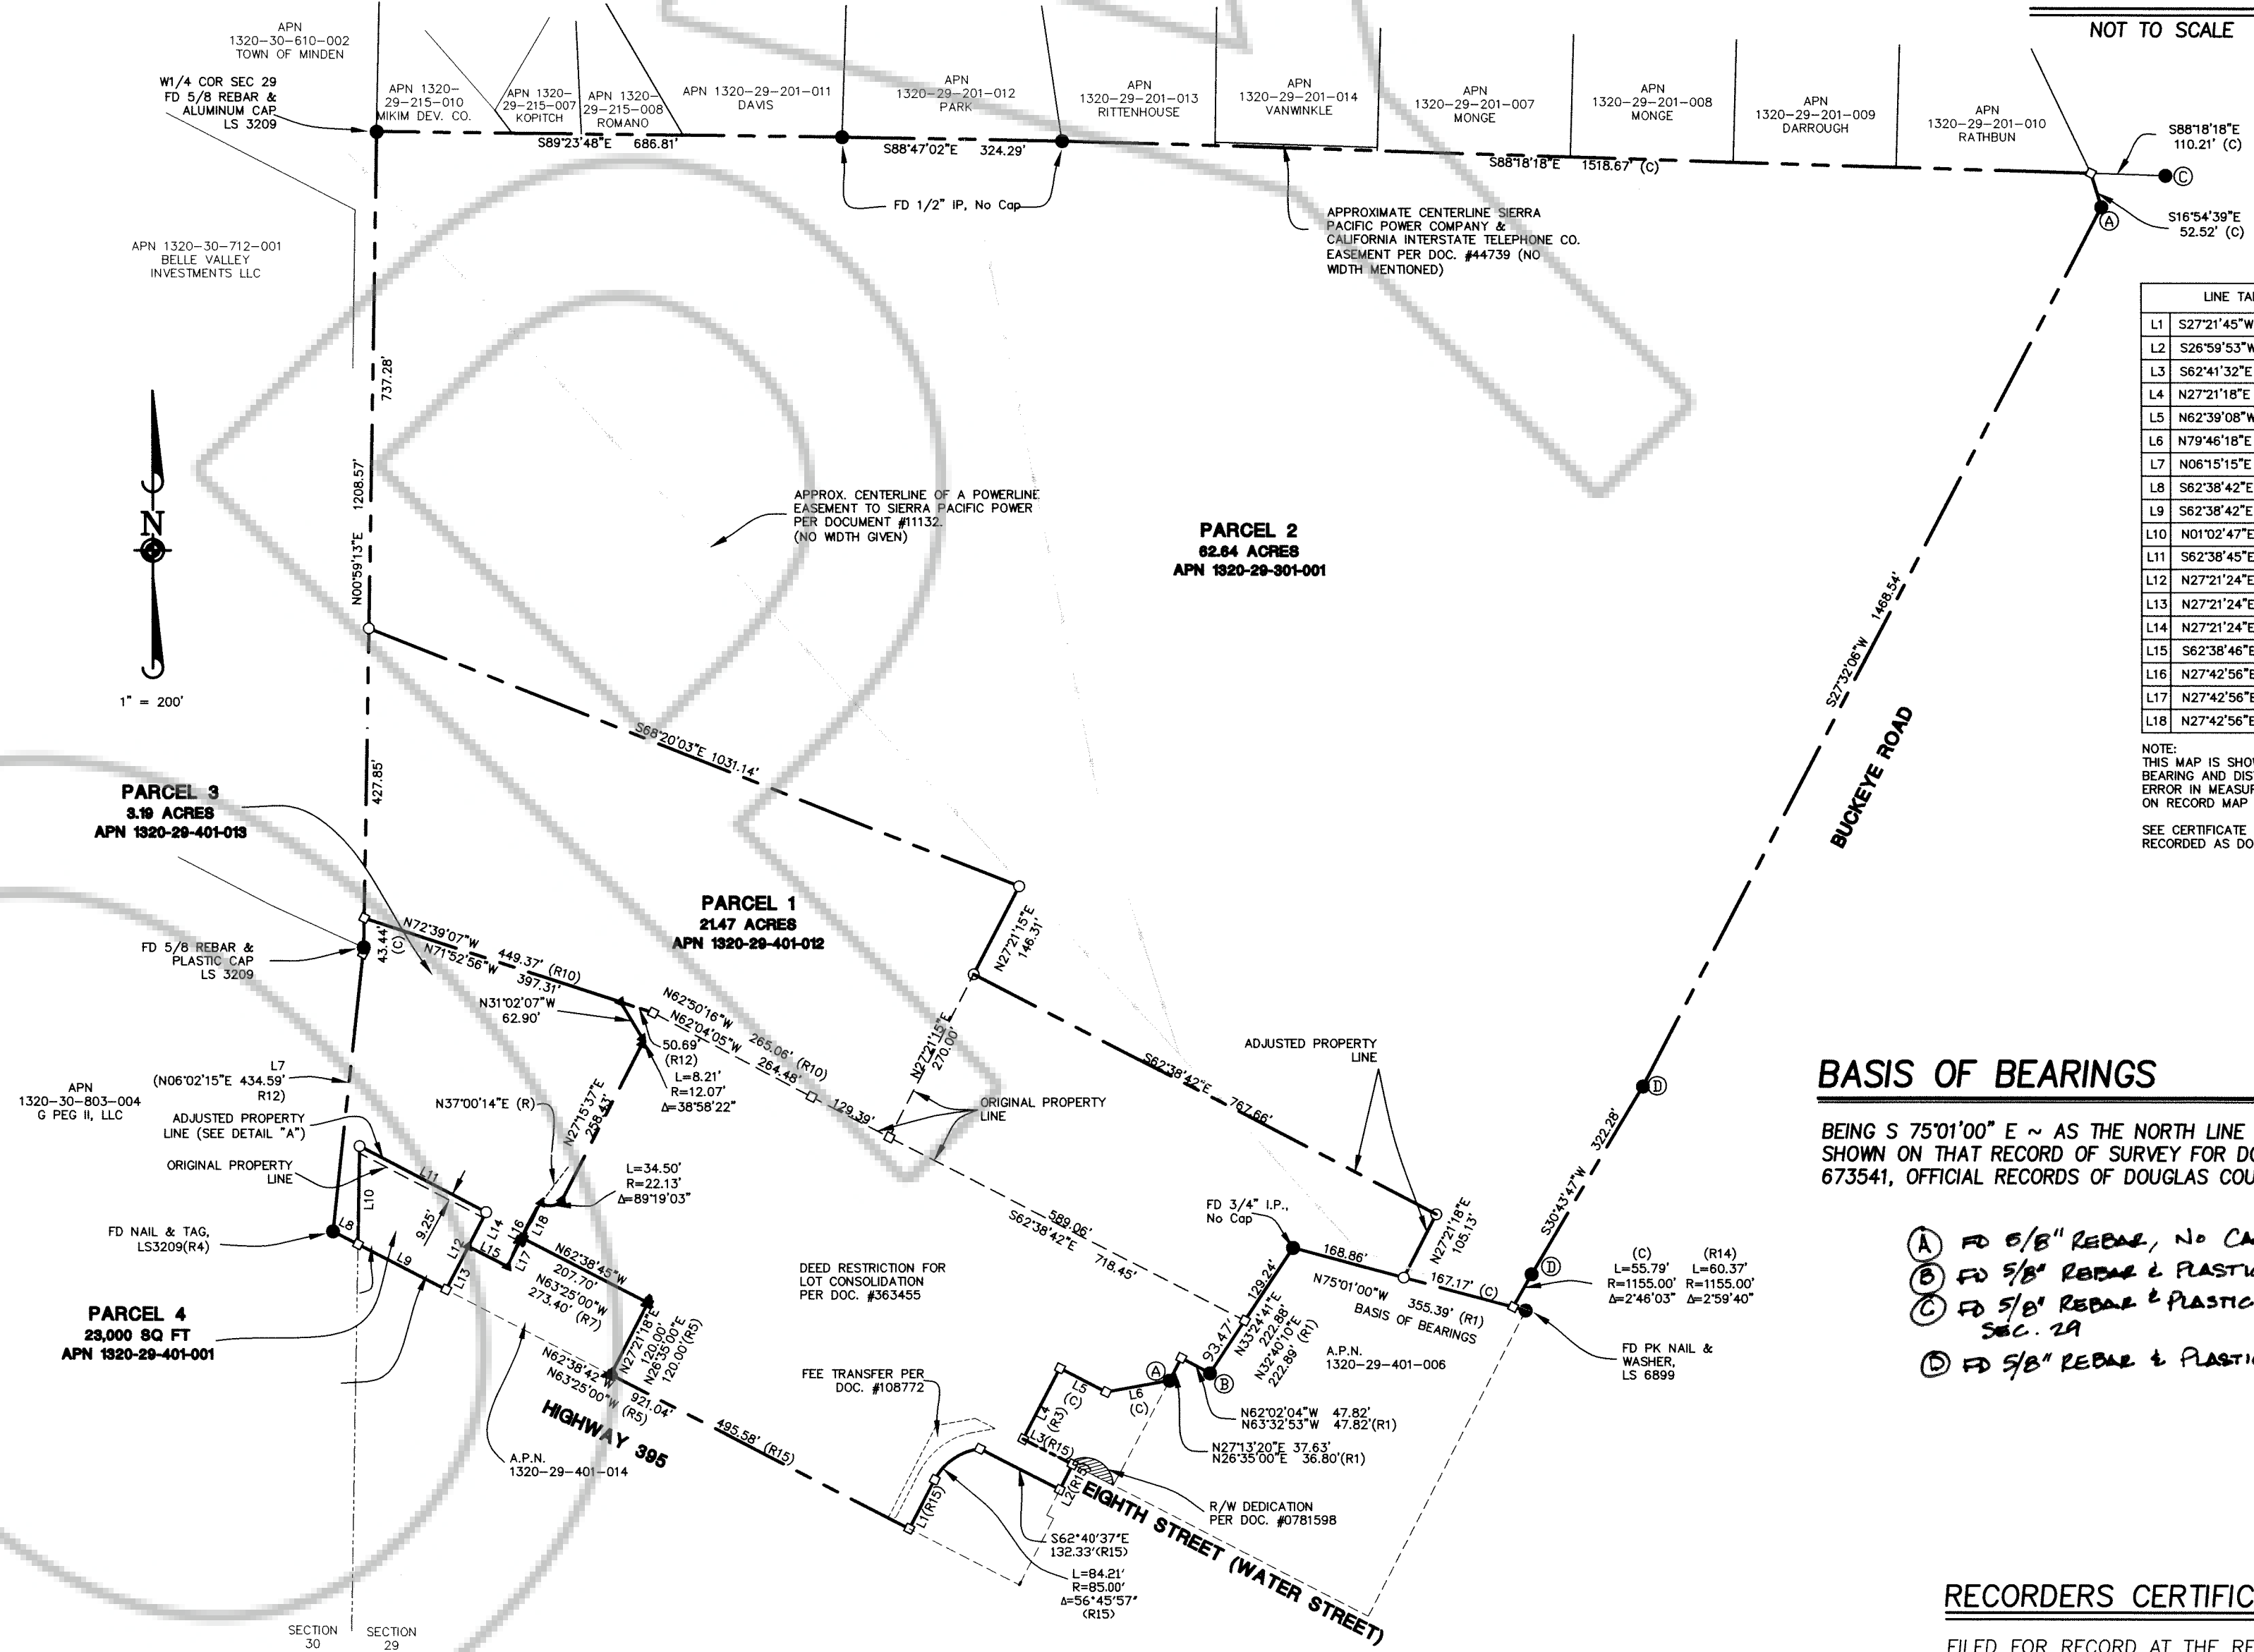 NOT TO SCALE
APN
1320-30-610-002
TOWN OF MINDEN
W1/4 COR SEC 29
FD 5/8 REBAR &
ALUMINUM CAP
LS 3209
APN 1320-
29-215-010
MIKIM DEV. CO.
APN 1320-
29-215-007
KOPITCH
APN 1320-
29-215-008
ROMANO
APN 1320-29-201-011
DAVIS
APN
1320-29-201-012
PARK
APN
1320-29-201-013
RITTENHOUSE
APN
1320-29-201-014
VANWINKLE
APN
1320-29-201-007
MONGE
APN
1320-29-201-008
MONGE
APN
1320-29-201-009
DARROUGH
APN
1320-29-201-010
RATHBUN
S88°18'18"E
110.21' (C)
C
S89°23'48"E 686.81'
S88°47'02"E 324.29'
S88°18'18"E 1518.67' (C)
FD 1/2" IP, No Cap
S16°54'39"E
52.52' (C)
A
APPROXIMATE CENTERLINE SIERRA
PACIFIC POWER COMPANY &
CALIFORNIA INTERSTATE TELEPHONE CO.
EASEMENT PER DOC. #44739 (NO
WIDTH MENTIONED)
APN 1320-30-712-001
BELLE VALLEY
INVESTMENTS LLC
LINE TA
L1 S27°21'45"W
L2 S26°59'53"W
L3 S62°41'32"E
L4 N27°21'18"E
L5 N62°39'08"W
L6 N79°46'18"E
L7 N06°15'15"E
L8 S62°38'42"E
L9 S62°38'42"E
L10 N01°02'47"E
L11 S62°38'45"E
L12 N27°21'24"E
L13 N27°21'24"E
L14 N27°21'24"E
L15 S62°38'46"E
L16 N27°42'56"E
L17 N27°42'56"E
L18 N27°42'56"E
NOTE:
THIS MAP IS SHO
BEARING AND DIS
ERROR IN MEASUR
ON RECORD MAP
SEE CERTIFICATE
RECORDED AS DO
737.28'
N00°59'13"E 1208.57'
N
1" = 200'
APPROX. CENTERLINE OF A POWERLINE
EASEMENT TO SIERRA PACIFIC POWER
PER DOCUMENT #11132.
(NO WIDTH GIVEN)
PARCEL 2
62.64 ACRES
APN 1320-29-301-001
S27°32'06"W 1468.54'
BUCKEYE ROAD
S68°20'03"E 1031.14'
427.85'
PARCEL 3
3.19 ACRES
APN 1320-29-401-013
PARCEL 1
21.47 ACRES
APN 1320-29-401-012
FD 5/8 REBAR &
PLASTIC CAP
LS 3209
43.44'
(C)
N72°39'07"W 449.37' (R10)
N71°52'56"W 397.31'
N31°02'07"W
62.90'
N62°50'16"W 265.06' (R10)
N62°04'05"W 264.48'
50.69'
(R12)
L=8.21'
R=12.07'
Δ=38°58'22"
129.39'
N27°21'15"E
146.31'
N27°21'15"E
270.00'
ORIGINAL PROPERTY
LINE
S62°38'42"E 767.66'
ADJUSTED PROPERTY
LINE
D
322.28'
S30°43'47"W
BASIS OF BEARINGS
BEING S 75°01'00" E ~ AS THE NORTH LINE
SHOWN ON THAT RECORD OF SURVEY FOR DO
673541, OFFICIAL RECORDS OF DOUGLAS COU
A FD 5/8" REBAR, NO CA
B FD 5/8" REBAR & PLASTIC
C FD 5/8" REBAR & PLASTIC
SEC. 29
D FD 5/8" REBAR & PLASTI
L7
(N06°02'15"E 434.59'
R12)
APN
1320-30-803-004
G PEG II, LLC
ADJUSTED PROPERTY
LINE (SEE DETAIL "A")
ORIGINAL PROPERTY
LINE
N37°00'14"E (R)
N27°15'37"E
258.43'
L=34.50'
R=22.13'
Δ=89°19'03"
FD NAIL & TAG,
LS3209(R4)
L8
L10
L11
9.25'
L9
L12
L13
L14
L15
L16
L17
L18
N62°38'45"W
207.70'
N63°25'00"W
273.40' (R7)
N27°21'18"E
120.00'
N26°35'00"E
120.00'(R5)
PARCEL 4
23,000 SQ FT
APN 1320-29-401-001
N62°38'42"W 921.04'
N63°25'00"W (R5)
HIGHWAY 395
495.58' (R15)
A.P.N.
1320-29-401-014
DEED RESTRICTION FOR
LOT CONSOLIDATION
PER DOC. #363455
FEE TRANSFER PER
DOC. #108772
589.06'
S62°38'42"E 718.45'
FD 3/4" I.P.,
No Cap
168.86'
N27°21'18"E
105.13'
167.17' (C)
N75°01'00"W 355.39' (R1)
BASIS OF BEARINGS
D
(C) (R14)
L=55.79' L=60.37'
R=1155.00' R=1155.00'
Δ=2°46'03" Δ=2°59'40"
FD PK NAIL &
WASHER,
LS 6899
129.24'
93.47'
N33°24'41"E
222.88'
N32°40'10"E
222.89' (R1)
A.P.N.
1320-29-401-006
A
B
L5
(C)
L6
(C)
L4
(R3)
L3(R15)
L2(R15)
L1(R15)
N62°02'04"W 47.82'
N63°32'53"W 47.82'(R1)
N27°13'20"E 37.63'
N26°35'00"E 36.80'(R1)
R/W DEDICATION
PER DOC. #0781598
EIGHTH STREET (WATER STREET)
S62°40'37"E
132.33'(R15)
L=84.21'
R=85.00'
Δ=56°45'57"
(R15)
SECTION
30
SECTION
29
RECORDERS CERTIFIC
FILED FOR RECORD AT THE RE